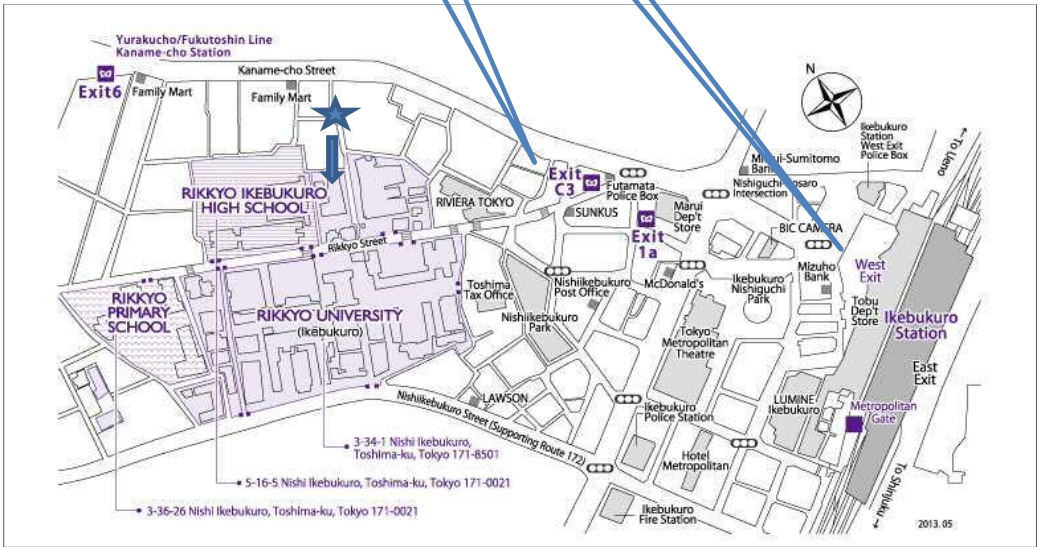 Yurakucho/Fukutoshin Line
Kaname-cho Station
Exit6
Family Mart
Kaname-cho Street
Family Mart
N
Ikebukuro
Station
West Exit
Police Box
To Ueno
RIKKYO IKEBUKURO
HIGH SCHOOL
RIVIERA TOKYO
Exit
C3
Futamata
Police Box
SUNKUS
Exit
1a
Marui
Dep't
Store
Mitsui-Sumitomo
Bank
Nishiguchi
Intersection
BIC CAMERA
Rikkyo Street
RIKKYO
PRIMARY
SCHOOL
RIKKYO UNIVERSITY
(Ikebukuro)
Toshima
Tax Office
Nishiikebukuro
Post Office
Nishiikebukuro
Park
McDonald's
Ikebukuro
Nishiguchi
Park
Mizuho
Bank
West
Exit
Tobu
Dep't
Store
Ikebukuro
Station
Tokyo
Metropolitan
Theatre
East
Exit
LAWSON
Nishiikebukuro Street (Supporting Route 172)
Ikebukuro
Police Station
LUMINE
Ikebukuro
Metropolitan
Gate
Hotel
Metropolitan
Ikebukuro
Fire Station
To Shinjuku
3-34-1 Nishi Ikebukuro,
Toshima-ku, Tokyo 171-8501
5-16-5 Nishi Ikebukuro, Toshima-ku, Tokyo 171-0021
3-36-26 Nishi Ikebukuro, Toshima-ku, Tokyo 171-0021
2013.05